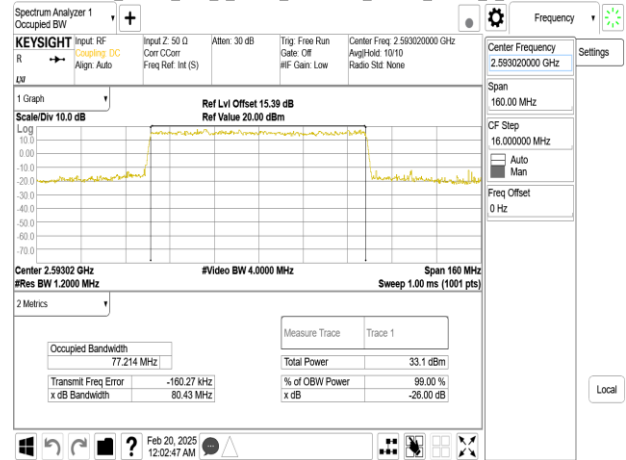 Spectrum Analyzer 1
Occupied BW
Frequency
KEYSIGHT
R
LXI
Input: RF
Coupling: DC
Align: Auto
Input Z: 50 Ω
Corr CCorr
Freq Ref: Int (S)
Atten: 30 dB
Trig: Free Run
Gate: Off
#IF Gain: Low
Center Freq: 2.593020000 GHz
Avg|Hold: 10/10
Radio Std: None
Center Frequency
2.593020000 GHz
Settings
Span
160.00 MHz
CF Step
16.000000 MHz
Auto
Man
Freq Offset
0 Hz
1 Graph
Ref Lvl Offset 15.39 dB
Scale/Div 10.0 dB
Ref Value 20.00 dBm
Log
10.0
0.00
-10.0
-20.0
-30.0
-40.0
-50.0
-60.0
-70.0
Center 2.59302 GHz
#Video BW 4.0000 MHz
Span 160 MHz
#Res BW 1.2000 MHz
Sweep 1.00 ms (1001 pts)
2 Metrics
Measure Trace
Trace 1
Occupied Bandwidth
77.214 MHz
Total Power
33.1 dBm
Transmit Freq Error
-160.27 kHz
% of OBW Power
99.00 %
x dB Bandwidth
80.43 MHz
x dB
-26.00 dB
Local
Feb 20, 2025
12:02:47 AM